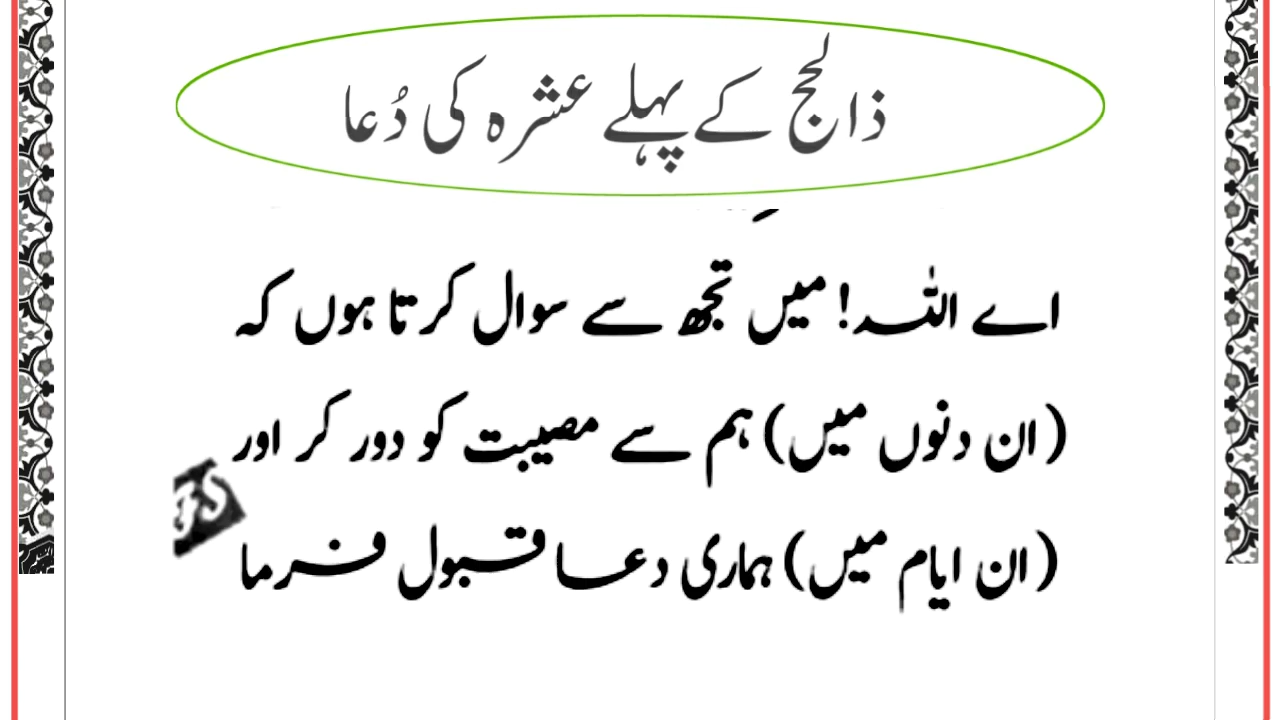 ذالحج کے پہلے عشرہ کی دُعا
اے اللہ! میں تجھ سے سوال کرتا ہوں کہ
(ان دنوں میں) ہم سے مصیبت کو دور کر اور
(ان ایام میں) ہماری دعا قبول فرما